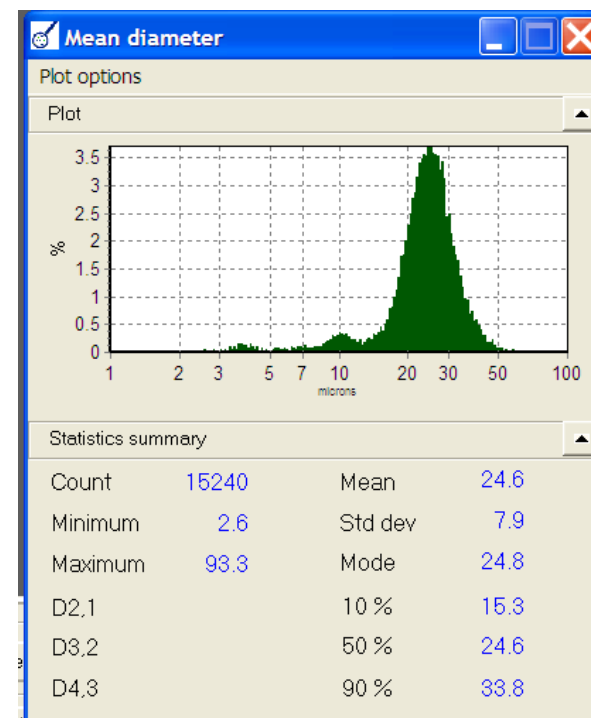 Mean diameter
Plot options
Plot
3.5
3
2.5
2
1.5
1
0.5
0
%
1 2 3 5 7 10 20 30 50 100
microns
Statistics summary
Count 15240 Mean 24.6
Minimum 2.6 Std dev 7.9
Maximum 93.3 Mode 24.8
D2,1 10 % 15.3
D3,2 50 % 24.6
D4,3 90 % 33.8